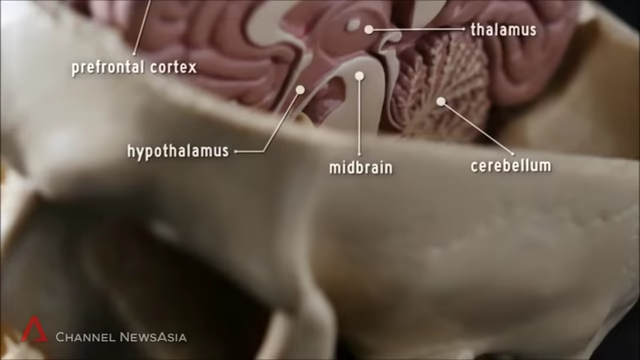 thalamus
prefrontal cortex
hypothalamus
midbrain
cerebellum
CHANNEL NEWSASIA